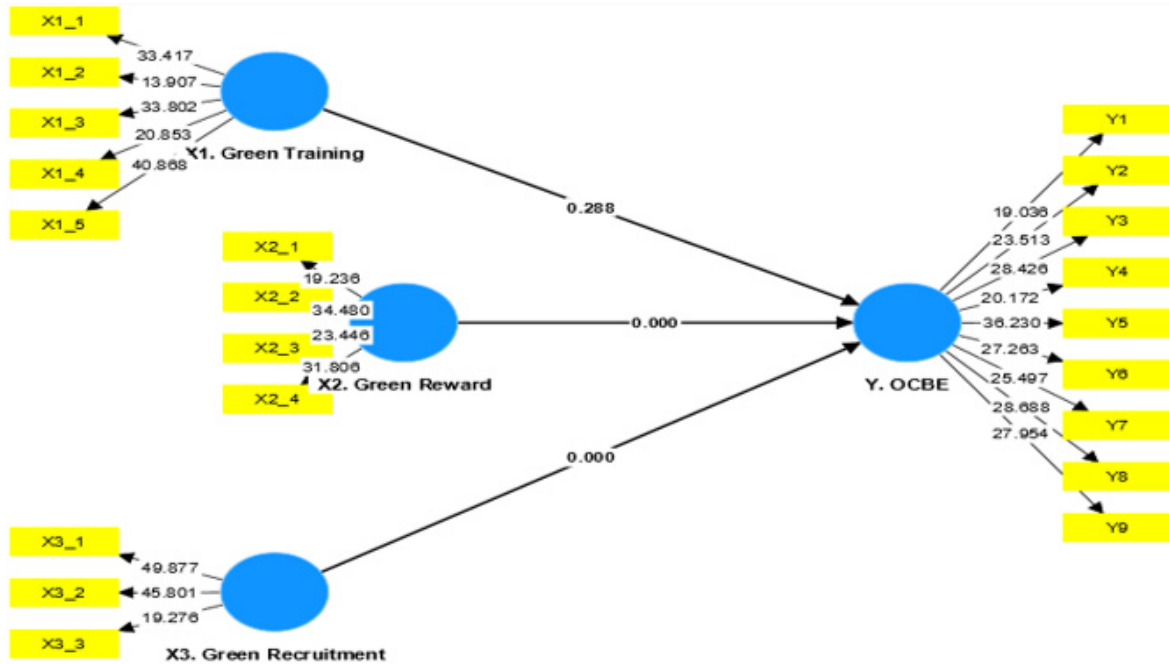 X1_1
X1_2
X1_3
X1_4
X1_5
33.417
13.907
33.802
20.853
40.868
X1. Green Training
0.288
X2_1
X2_2
X2_3
X2_4
19.236
34.480
23.446
31.806
X2. Green Reward
0.000
X3_1
X3_2
X3_3
49.877
45.801
19.276
X3. Green Recruitment
0.000
Y. OCBE
19.036
23.513
28.426
20.172
36.230
27.263
25.497
28.688
27.954
Y1
Y2
Y3
Y4
Y5
Y6
Y7
Y8
Y9